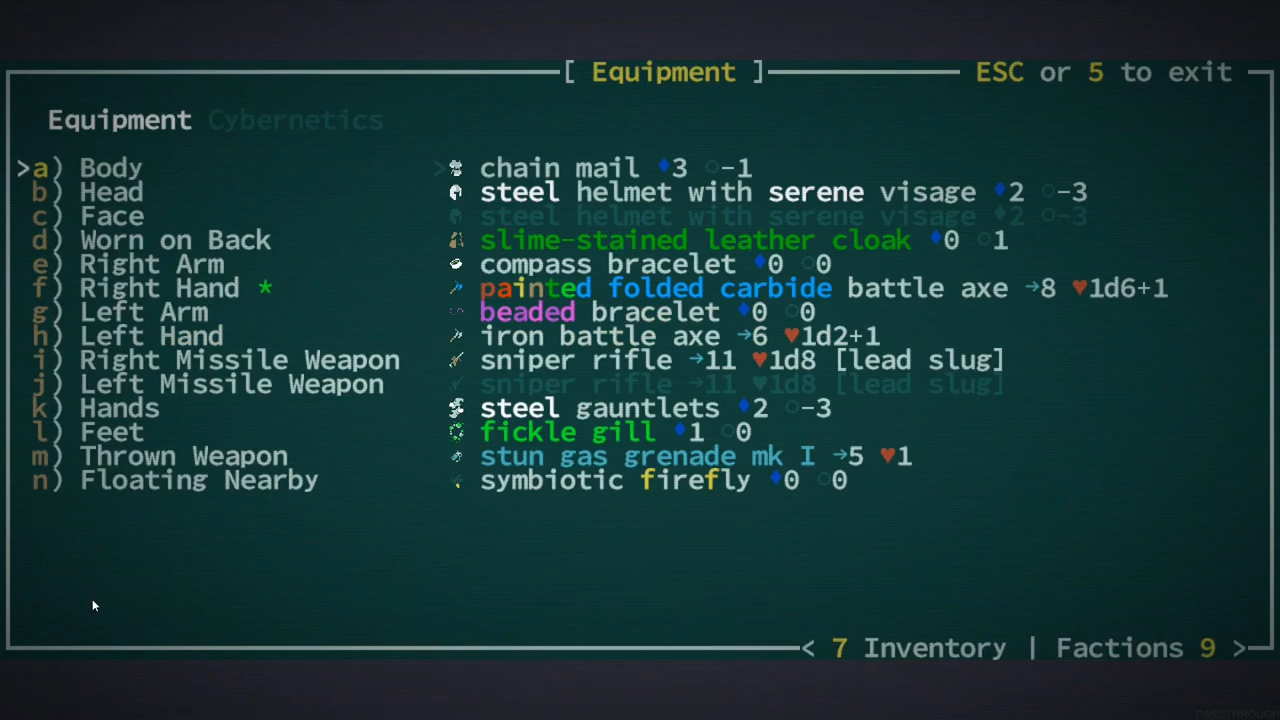 [ Equipment ] ESC or 5 to exit
Equipment Cybernetics
>a) Body > chain mail ♦3 ○-1
b) Head steel helmet with serene visage ♦2 ○-3
c) Face steel helmet with serene visage ♦2 ○-3
d) Worn on Back slime-stained leather cloak ♦0 ○1
e) Right Arm compass bracelet ♦0 ○0
f) Right Hand * painted folded carbide battle axe →8 ♥1d6+1
g) Left Arm beaded bracelet ♦0 ○0
h) Left Hand iron battle axe →6 ♥1d2+1
i) Right Missile Weapon sniper rifle →11 ♥1d8 [lead slug]
j) Left Missile Weapon sniper rifle →11 ♥1d8 [lead slug]
k) Hands steel gauntlets ♦2 ○-3
l) Feet fickle gill ♦1 ○0
m) Thrown Weapon stun gas grenade mk I →5 ♥1
n) Floating Nearby symbiotic firefly ♦0 ○0
< 7 Inventory | Factions 9 >